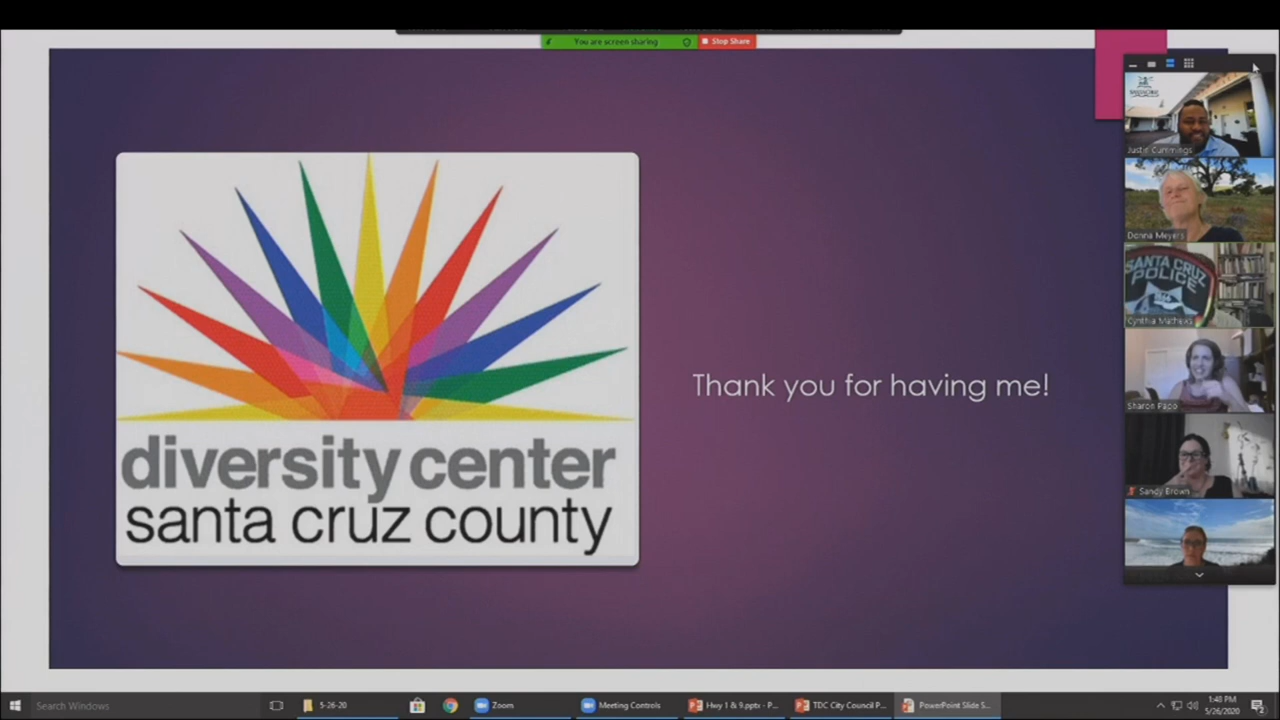 You are screen sharing
Stop Share
Justin Cummings
Donna Meyers
SANTA CRUZ
POLICE
Cynthia Mathews
Thank you for having me!
Sharon Papo
diversity center
santa cruz county
Sandy Brown
Search Windows
5-26-20
Zoom
Meeting Controls
Hwy 1 & 9.pptx - P...
TDC City Council P...
PowerPoint Slide S...
1:48 PM
5/26/2020